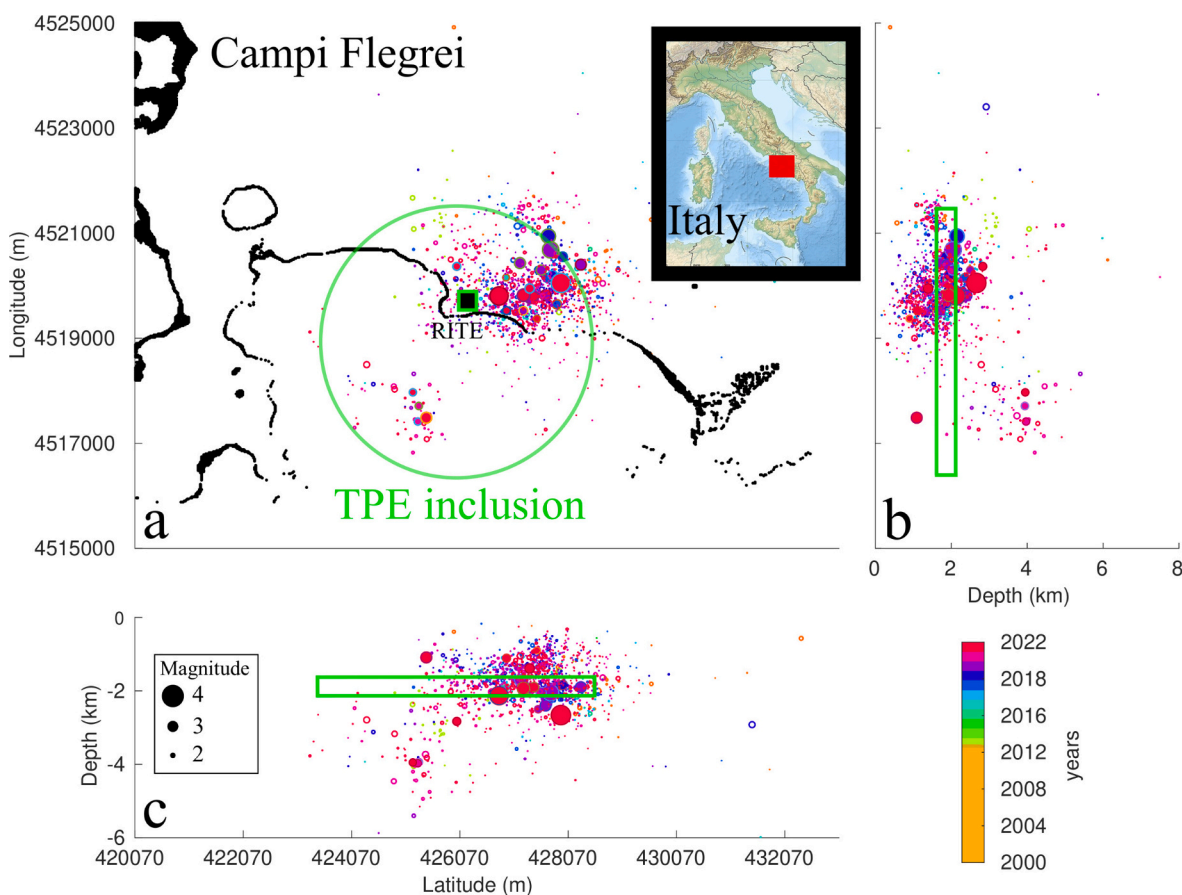 4525000
4523000
4521000
4519000
4517000
4515000
Longitude (m)
Campi Flegrei
Italy
RITE
TPE inclusion
a
b
0 2 4 6 8
Depth (km)
0
-2
-4
-6
Depth (km)
Magnitude
4
3
2
c
420070 422070 424070 426070 428070 430070 432070
Latitude (m)
2022
2020
2018
2016
2012
2008
2004
2000
years